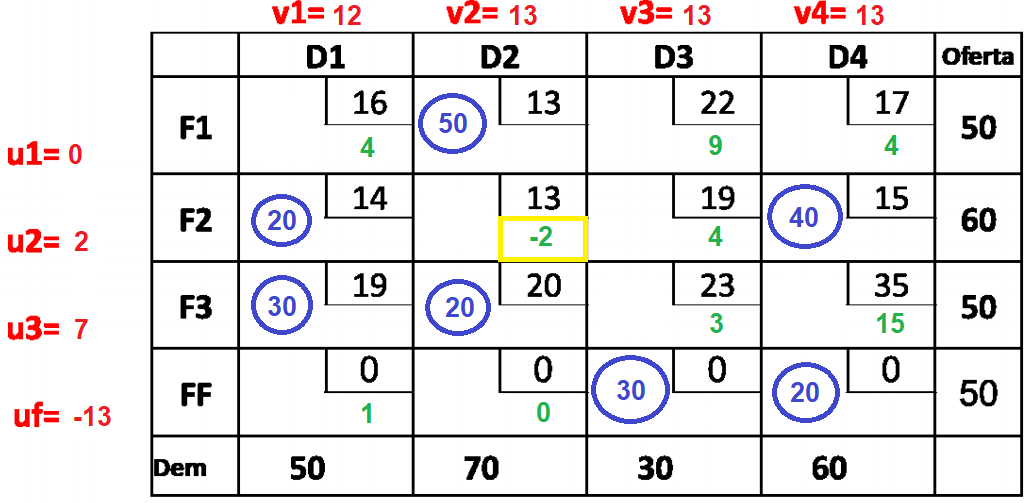 v1= 12 v2= 13 v3= 13 v4= 13
D1 D2 D3 D4 Oferta
F1 16 50 13 22 17 50
4 9 4
u1= 0
F2 20 14 13 19 40 15 60
-2 4
u2= 2
F3 30 19 20 20 23 35 50
3 15
u3= 7
FF 0 0 30 0 20 0 50
1 0
uf= -13
Dem 50 70 30 60